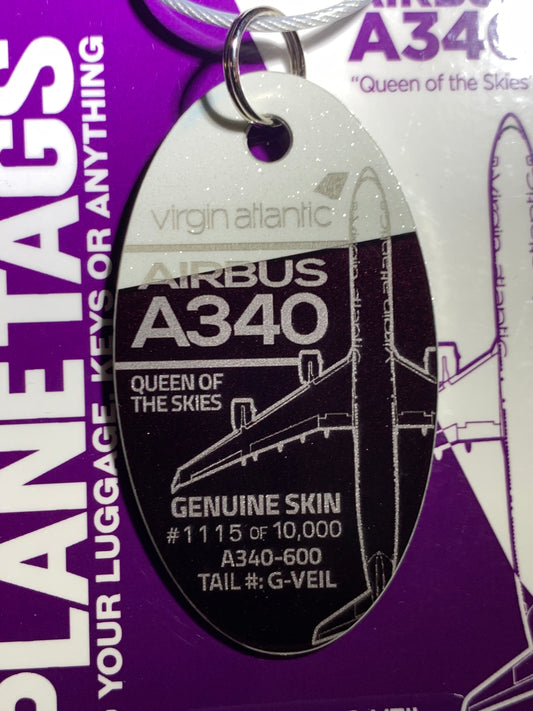 PLANETAGS
YOUR LUGGAGE, KEYS OR ANYTHING
AIRBUS
A340
"Queen of the Skies
virgin atlantic
AIRBUS
A340
QUEEN OF
THE SKIES
GENUINE SKIN
#1115 OF 10,000
A340-600
TAIL #: G-VEIL